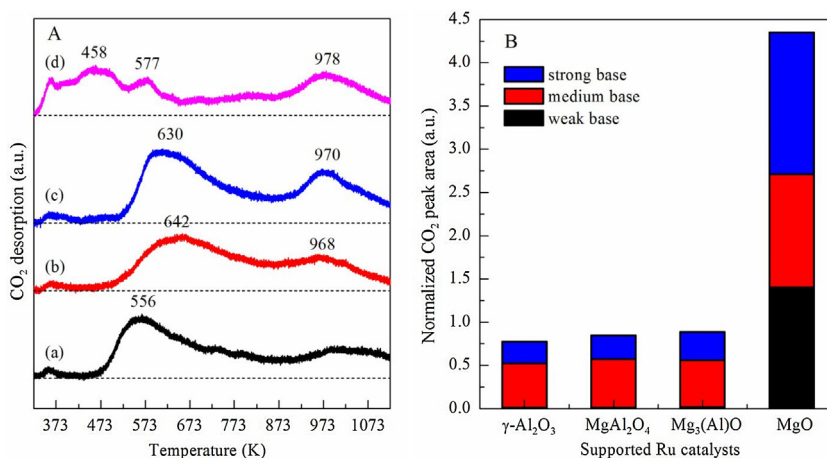 A
(d)
458
577
978
(c)
630
970
(b)
642
968
(a)
556
CO₂ desorption (a.u.)
373 473 573 673 773 873 973 1073
Temperature (K)
B
strong base
medium base
weak base
Normalized CO₂ peak area (a.u.)
4.5
4.0
3.5
3.0
2.5
2.0
1.5
1.0
0.5
0.0
γ-Al₂O₃ MgAl₂O₄ Mg₃(Al)O MgO
Supported Ru catalysts